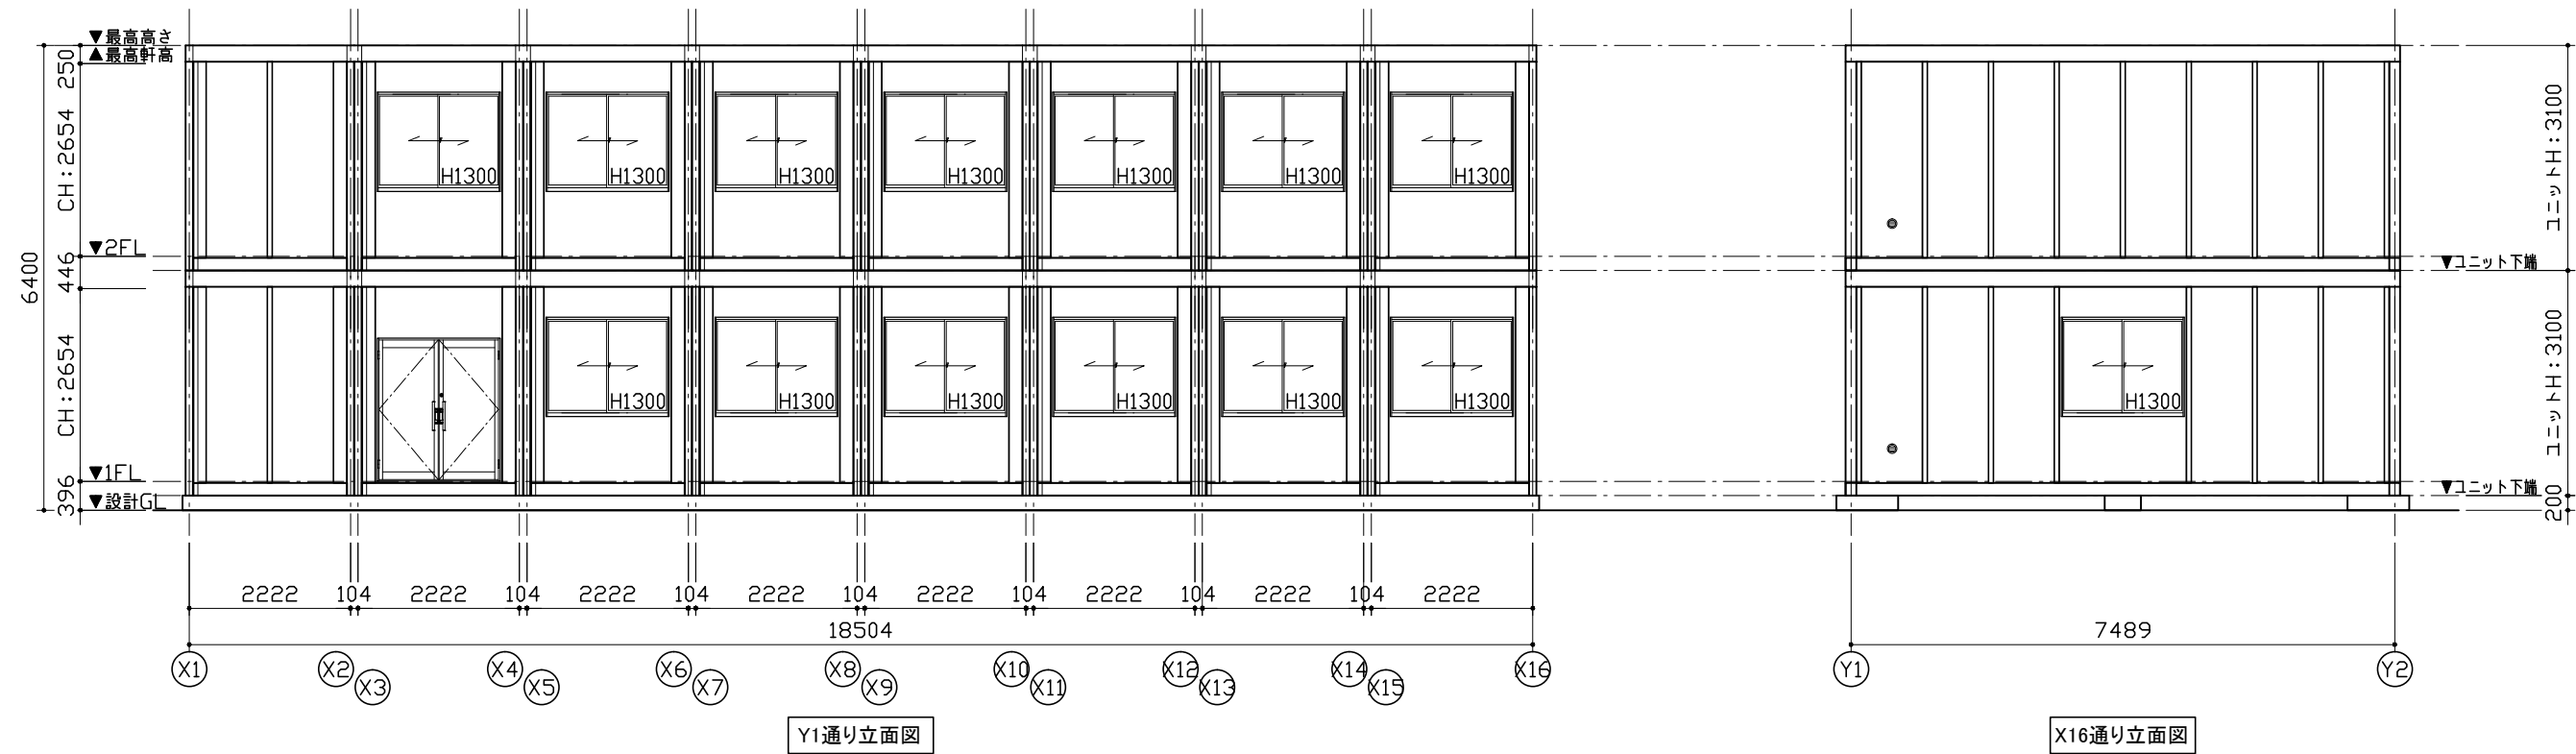 ▼最高高さ
▲最高軒高
250
CH:2654
▼2FL
446
6400
CH:2654
▼1FL
396
▼設計GL
H1300 H1300 H1300 H1300 H1300 H1300 H1300
H1300 H1300 H1300 H1300 H1300 H1300
2222 104 2222 104 2222 104 2222 104 2222 104 2222 104 2222 104 2222
18504
X1 X2 X3 X4 X5 X6 X7 X8 X9 X10 X11 X12 X13 X14 X15 X16
Y1通り立面図
H1300
ユニットH:3100
▼ユニット下端
ユニットH:3100
▼ユニット下端
200
7489
Y1 Y2
X16通り立面図